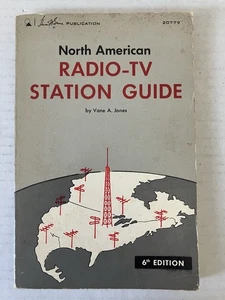 PUBLICATION 20779
North American
RADIO-TV
STATION GUIDE
by Vane A. Jones
6th EDITION